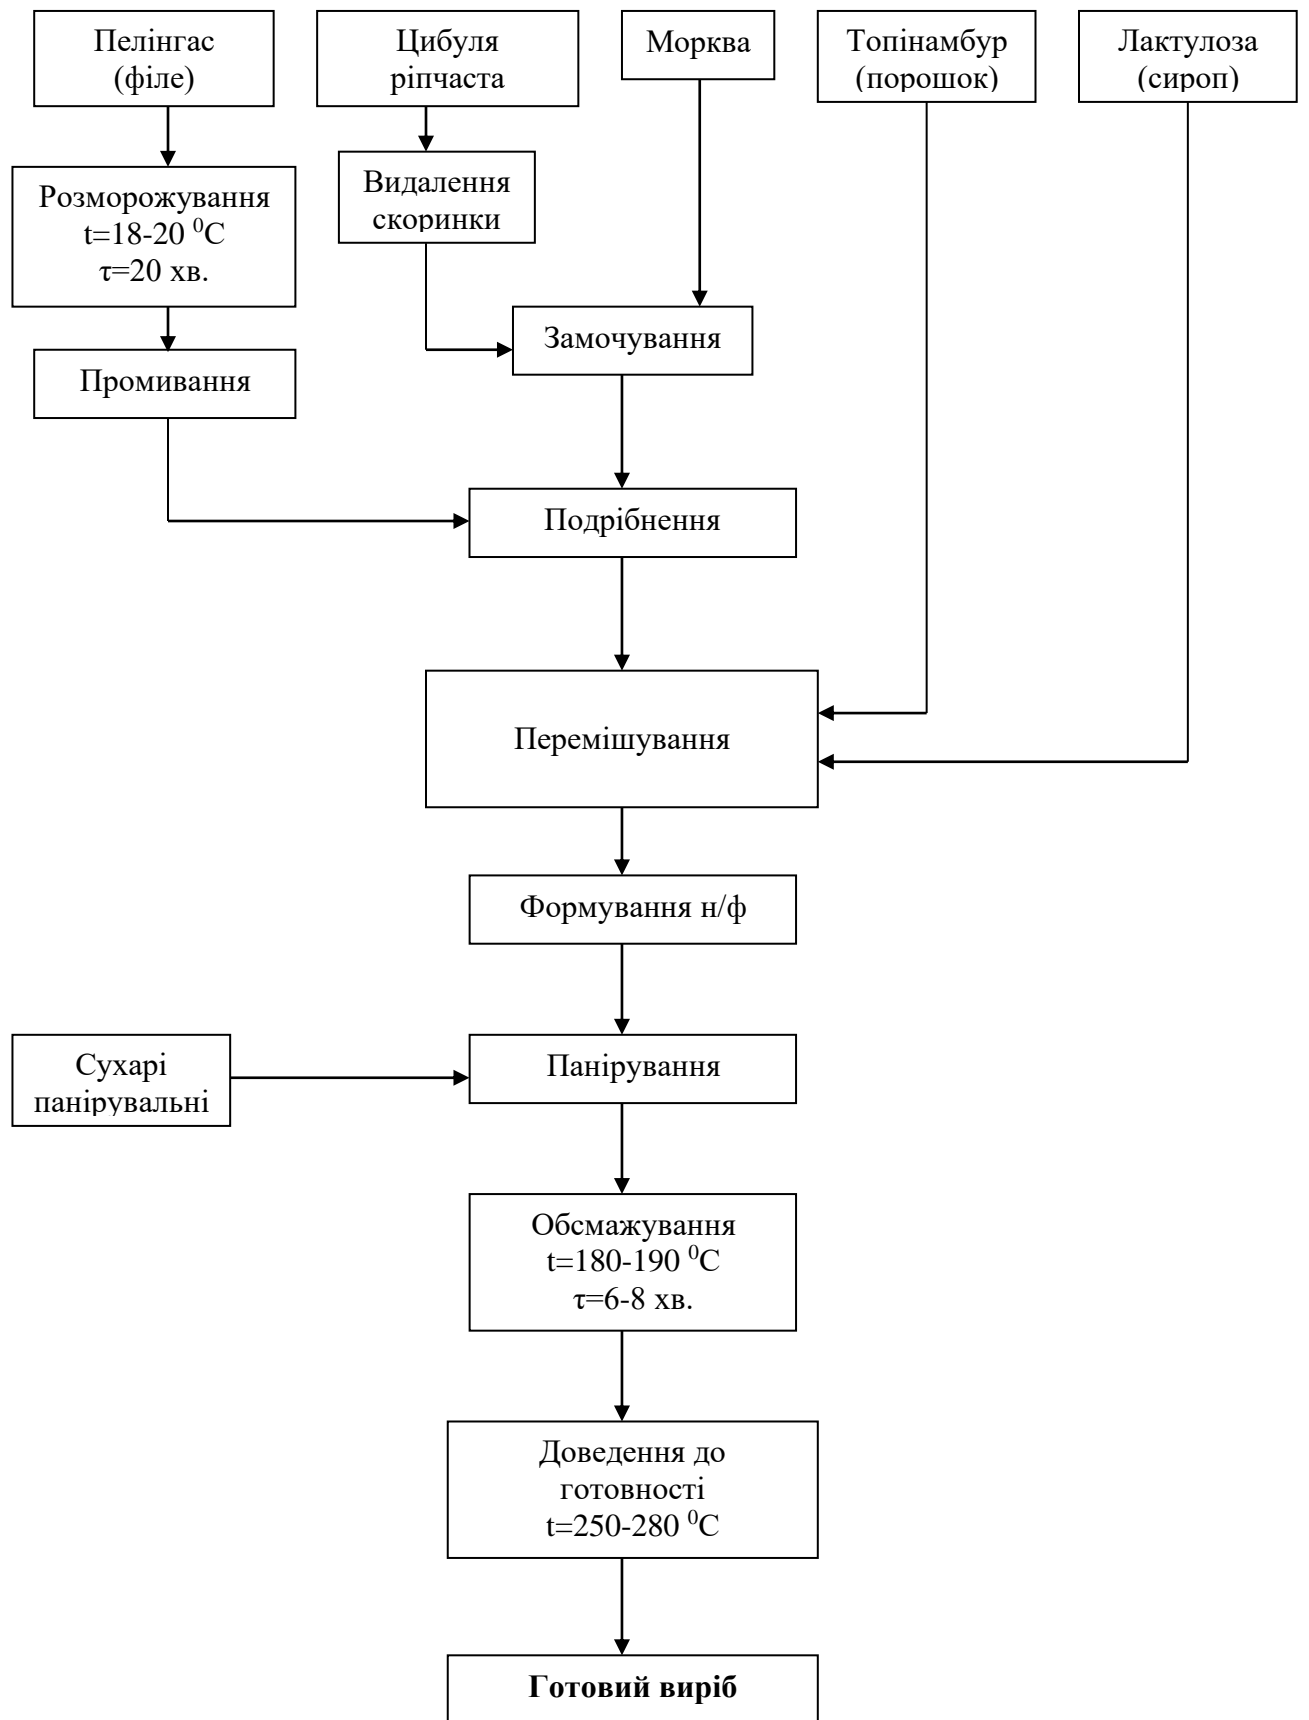 Пелінгас
(філе)
Цибуля
ріпчаста
Морква
Топінамбур
(порошок)
Лактулоза
(сироп)
Розморожування
t=18-20 ⁰С
τ=20 хв.
Видалення
скоринки
Замочування
Промивання
Подрібнення
Перемішування
Формування н/ф
Сухарі
панірувальні
Панірування
Обсмажування
t=180-190 ⁰С
τ=6-8 хв.
Доведення до
готовності
t=250-280 ⁰С
Готовий виріб